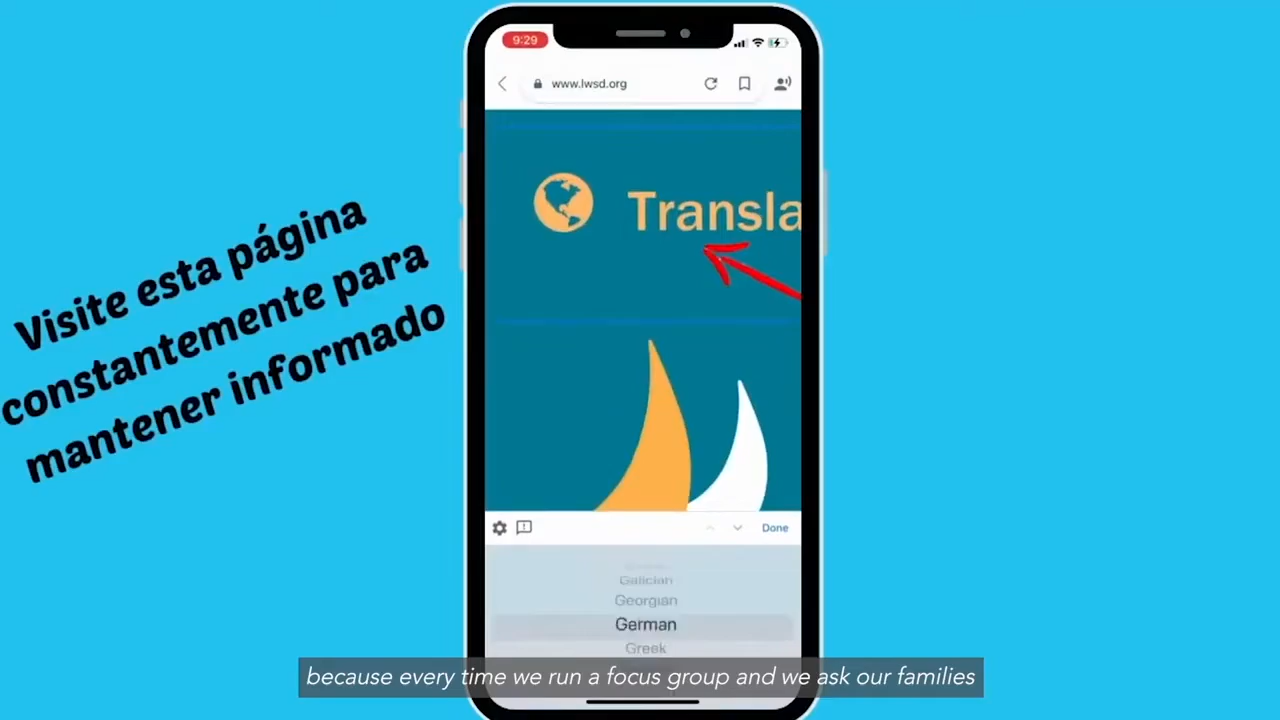 9:29
www.lwsd.org
Transla
Visite esta página
constantemente para
mantener informado
Done
Galician
Georgian
German
Greek
because every time we run a focus group and we ask our families